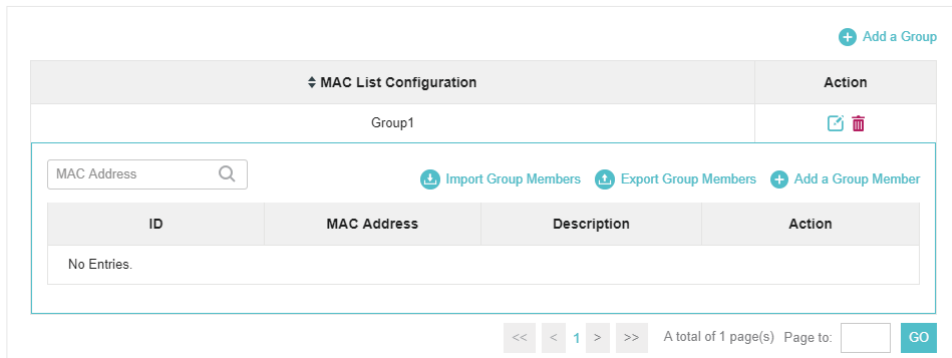 Add a Group
MAC List Configuration Action
Group1
MAC Address Import Group Members Export Group Members Add a Group Member
ID MAC Address Description Action
No Entries.
<< < 1 > >> A total of 1 page(s) Page to: GO